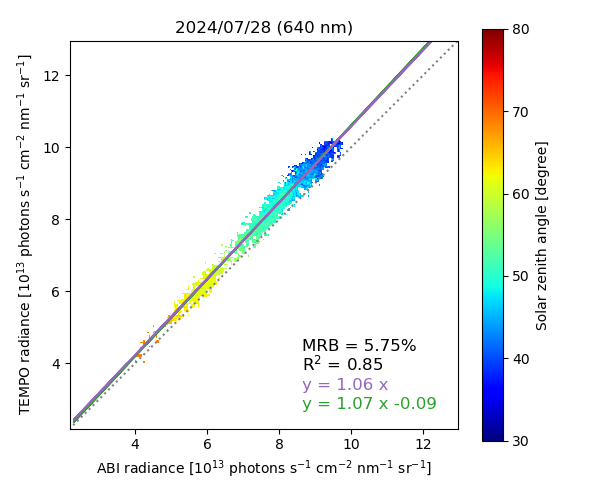 2024/07/28 (640 nm)
TEMPO radiance [10¹³ photons s⁻¹ cm⁻² nm⁻¹ sr⁻¹]
12
10
8
6
4
MRB = 5.75%
R² = 0.85
y = 1.06 x
y = 1.07 x -0.09
4 6 8 10 12
ABI radiance [10¹³ photons s⁻¹ cm⁻² nm⁻¹ sr⁻¹]
80
70
60
50
40
30
Solar zenith angle [degree]